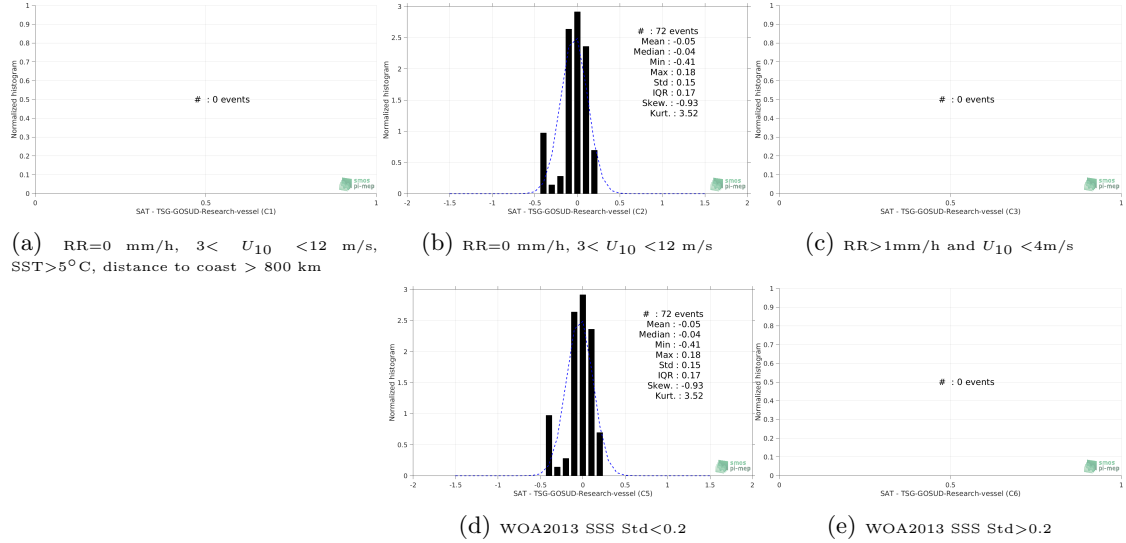 1
0.9
0.8
0.7
0.6
0.5
0.4
0.3
0.2
0.1
0
Normalized histogram
# : 0 events
smos
pi-mep
0 0.5 1
SAT - TSG-GOSUD-Research-vessel (C1)
3
2.5
2
1.5
1
0.5
0
Normalized histogram
# : 72 events
Mean : -0.05
Median : -0.04
Min : -0.41
Max : 0.18
Std : 0.15
IQR : 0.17
Skew. : -0.93
Kurt. : 3.52
smos
pi-mep
-2 -1.5 -1 -0.5 0 0.5 1 1.5 2
SAT - TSG-GOSUD-Research-vessel (C2)
1
0.9
0.8
0.7
0.6
0.5
0.4
0.3
0.2
0.1
0
Normalized histogram
# : 0 events
smos
pi-mep
0 0.5 1
SAT - TSG-GOSUD-Research-vessel (C3)
(a) RR=0 mm/h, 3< U10 <12 m/s,
SST>5°C, distance to coast > 800 km
(b) RR=0 mm/h, 3< U10 <12 m/s
(c) RR>1mm/h and U10 <4m/s
3
2.5
2
1.5
1
0.5
0
Normalized histogram
# : 72 events
Mean : -0.05
Median : -0.04
Min : -0.41
Max : 0.18
Std : 0.15
IQR : 0.17
Skew. : -0.93
Kurt. : 3.52
smos
pi-mep
-2 -1.5 -1 -0.5 0 0.5 1 1.5 2
SAT - TSG-GOSUD-Research-vessel (C5)
1
0.9
0.8
0.7
0.6
0.5
0.4
0.3
0.2
0.1
0
Normalized histogram
# : 0 events
smos
pi-mep
0 0.5 1
SAT - TSG-GOSUD-Research-vessel (C6)
(d) WOA2013 SSS Std<0.2
(e) WOA2013 SSS Std>0.2